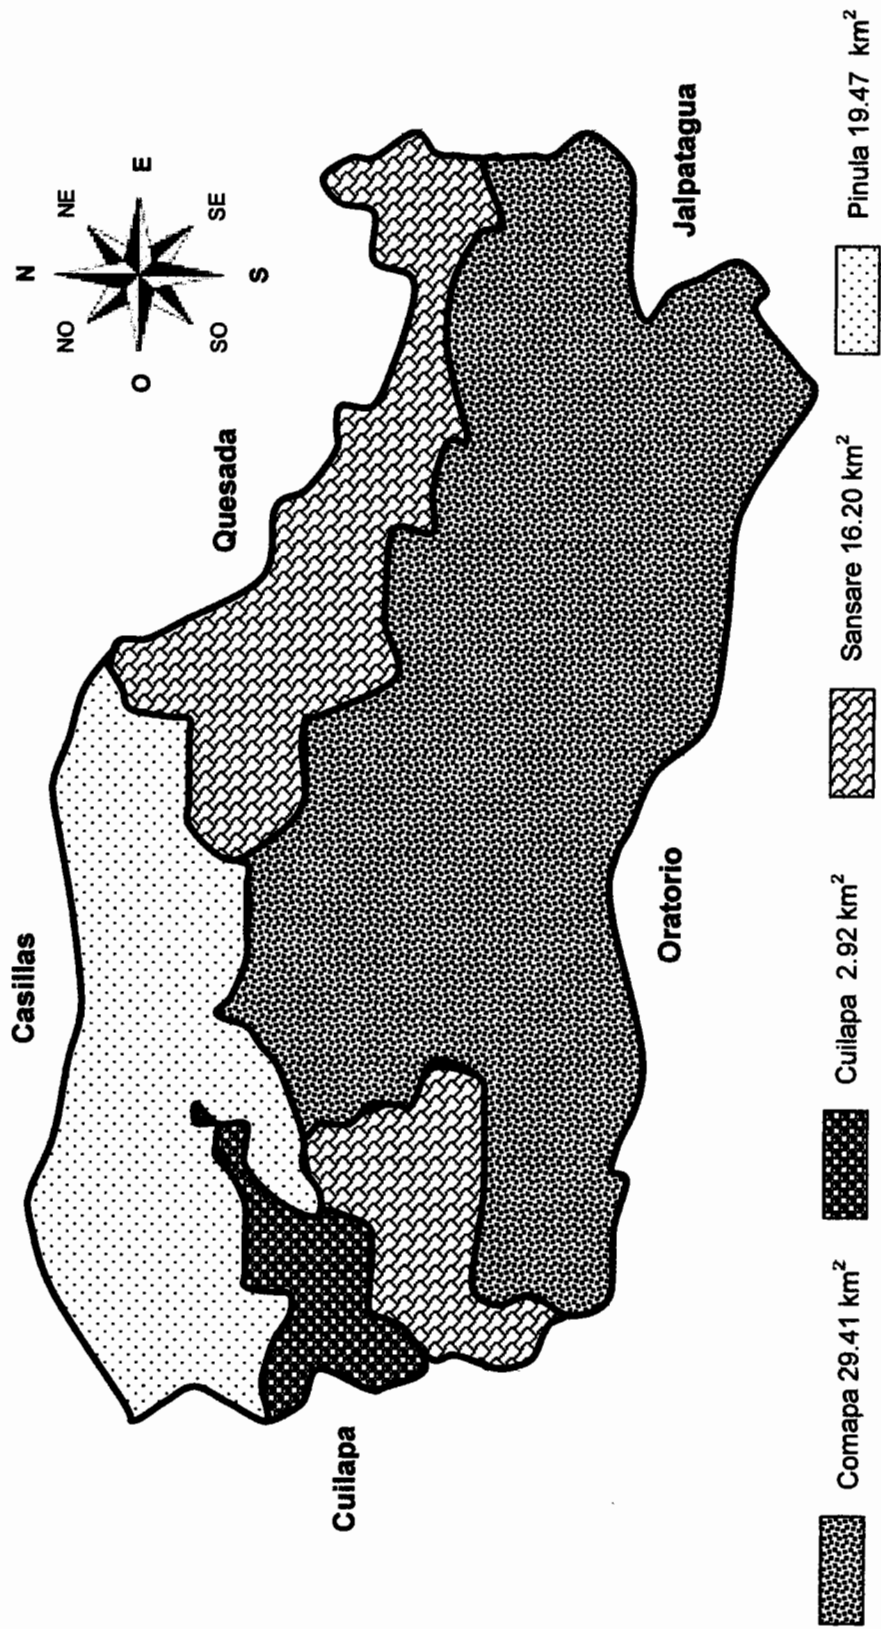 N
NO
NE
O
E
SO
SE
S
Casillas
Quesada
Cuilapa
Oratorio
Jalpatagua
Comapa 29.41 km²
Cuilapa 2.92 km²
Sansare 16.20 km²
Pinula 19.47 km²